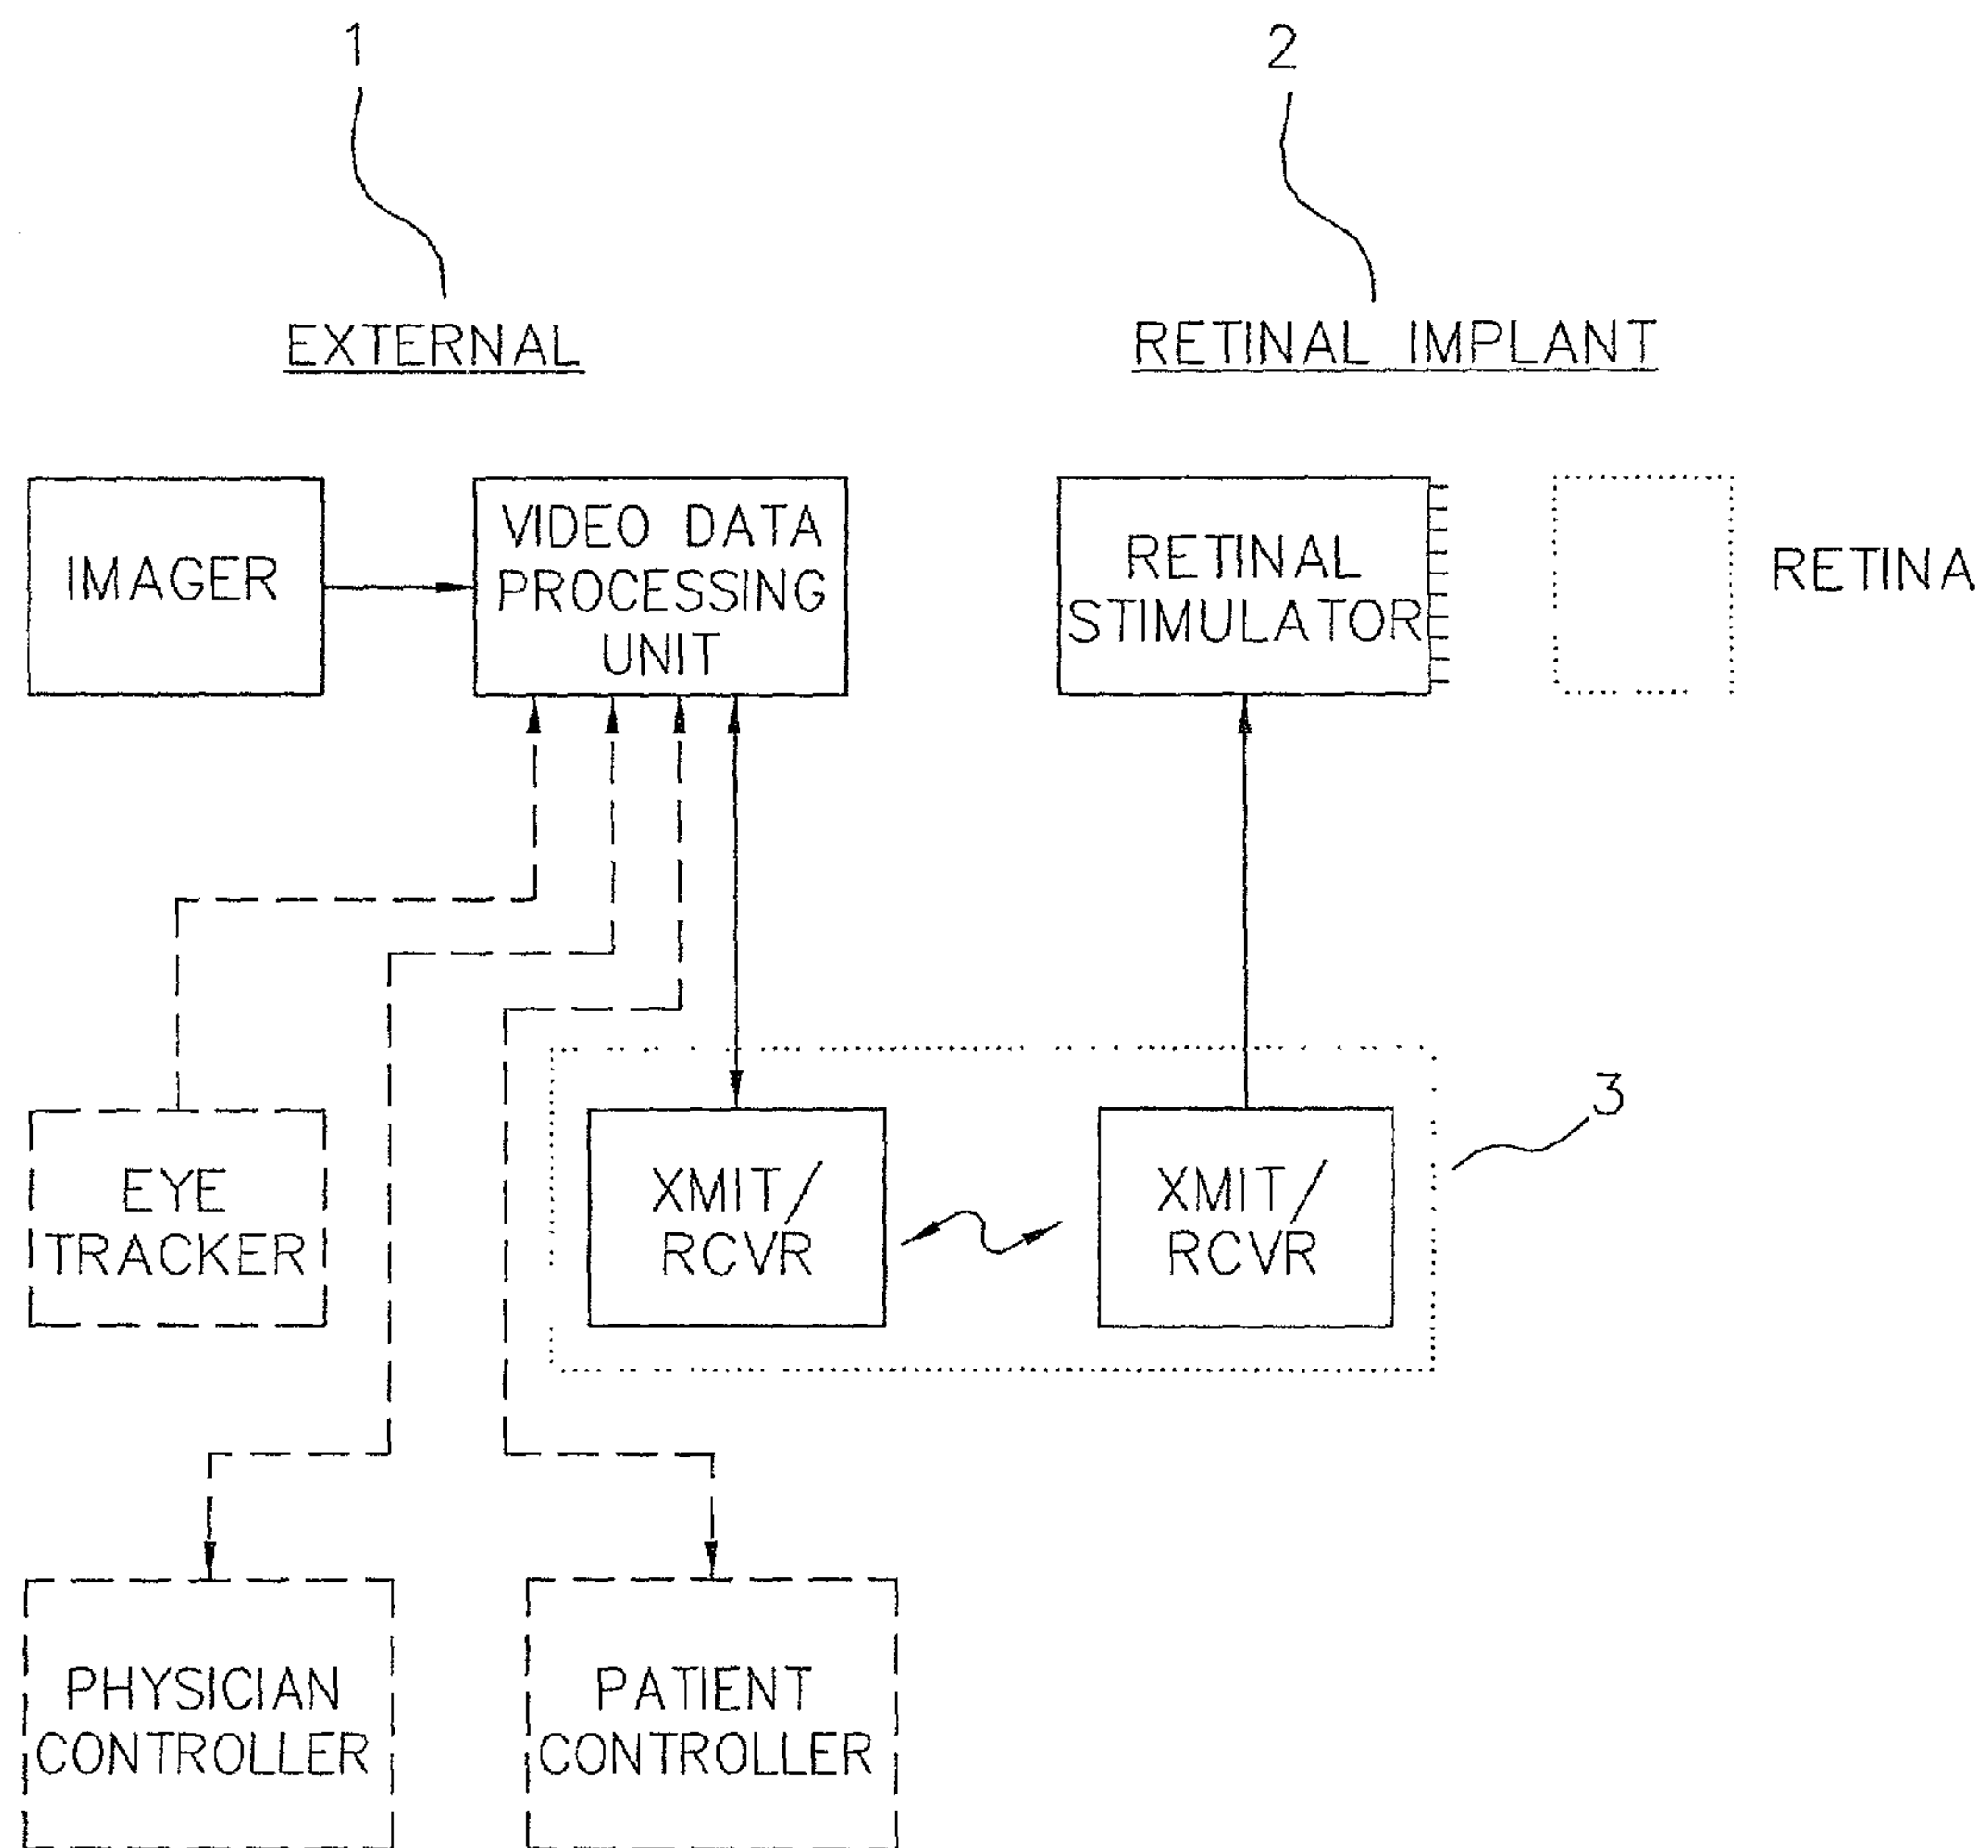 1
2
EXTERNAL
RETINAL IMPLANT
IMAGER
VIDEO DATA
PROCESSING
UNIT
RETINAL
STIMULATOR
RETINA
3
EYE
TRACKER
XMIT/
RCVR
XMIT/
RCVR
PHYSICIAN
CONTROLLER
PATIENT
CONTROLLER